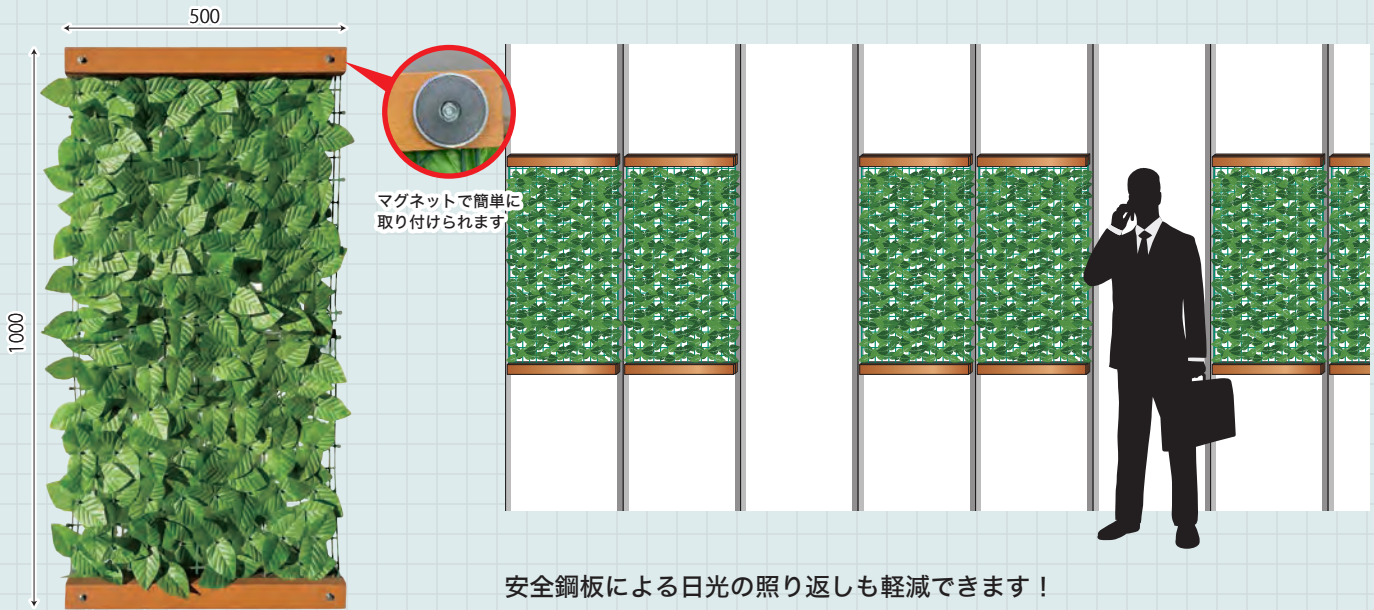 500
1000
マグネットで簡単に
取り付けられます
安全鋼板による日光の照り返しも軽減できます！